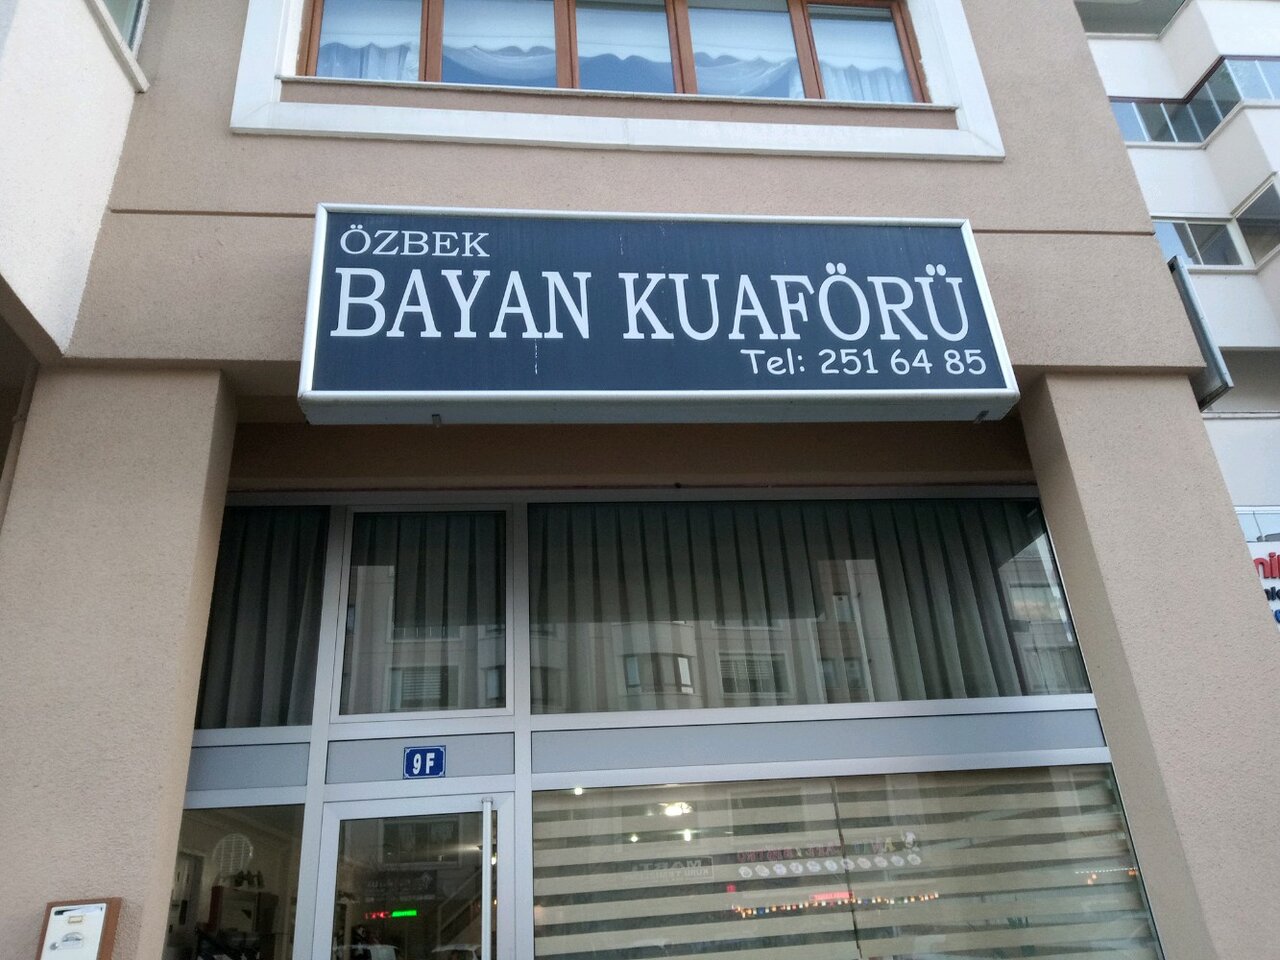 ÖZBEK
BAYAN KUAFÖRÜ
Tel: 251 64 85
9F